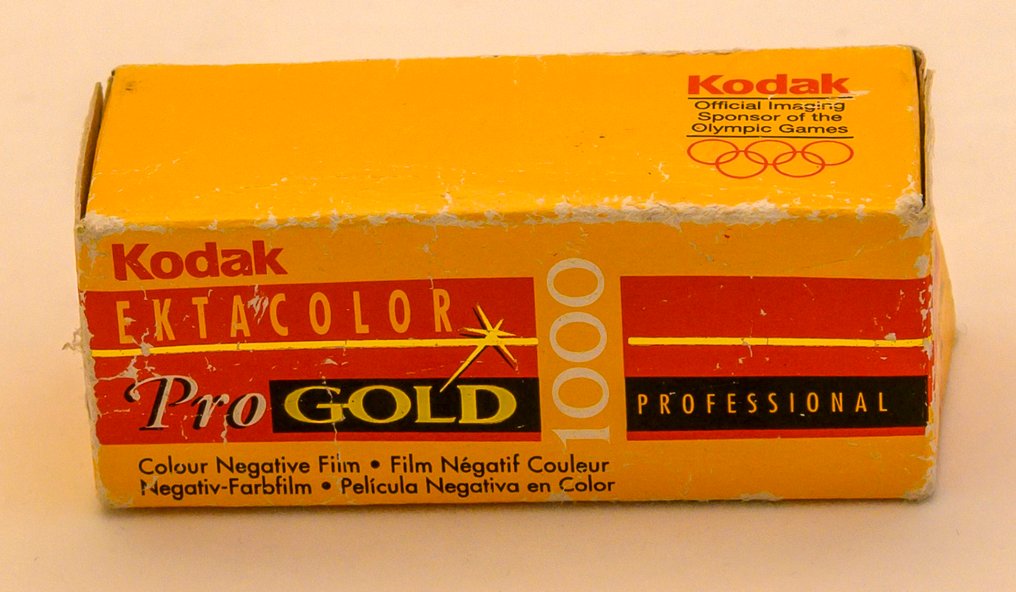 Kodak
Official Imaging
Sponsor of the
Olympic Games
Kodak
EKTACOLOR
Pro GOLD
1000
PROFESSIONAL
Colour Negative Film • Film Négatif Couleur
Negativ-Farbfilm • Película Negativa en Color